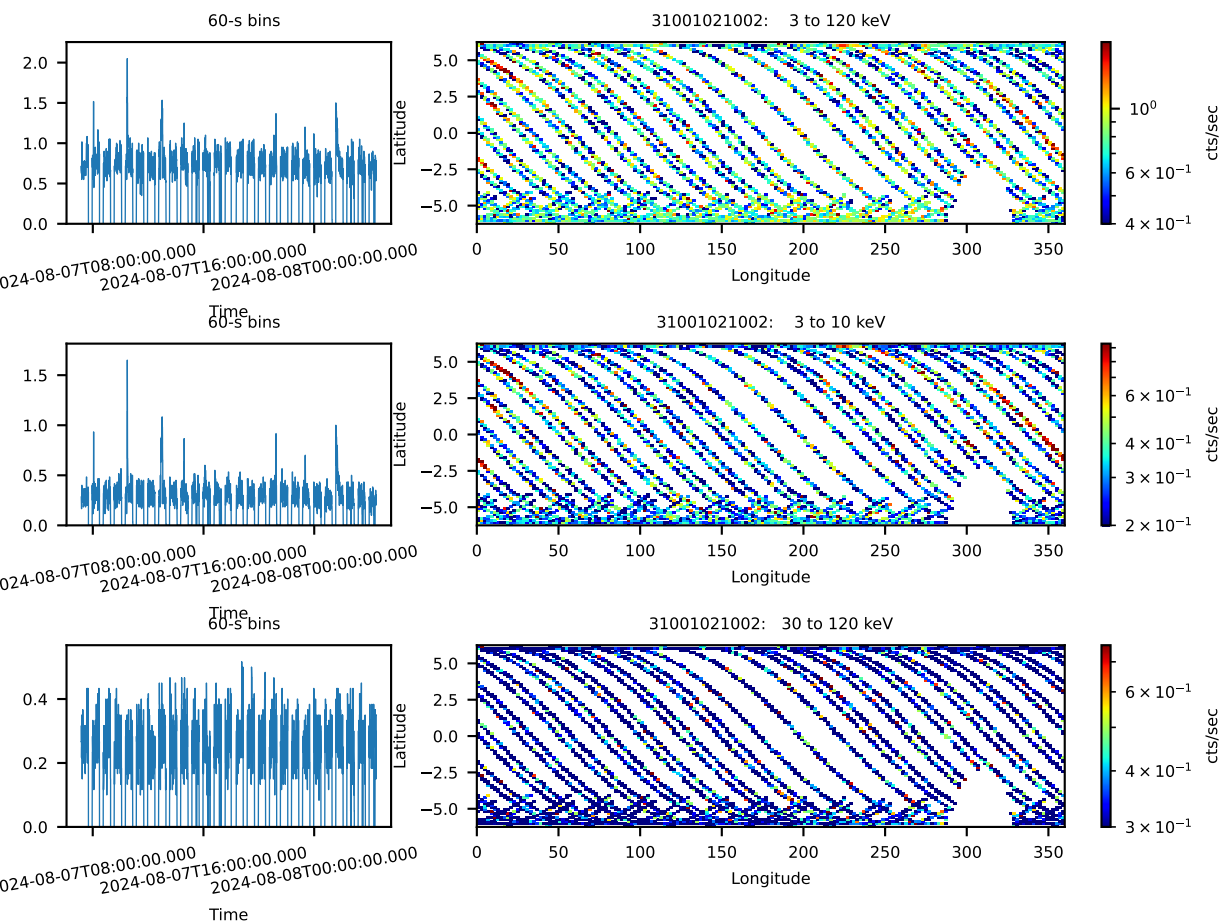 60-s bins
31001021002: 3 to 120 keV
2.0
1.5
1.0
0.5
0.0
Latitude
5.0
2.5
0.0
−2.5
−5.0
10⁰
6 × 10⁻¹
4 × 10⁻¹
cts/sec
0 50 100 150 200 250 300 350
Longitude
024-08-07T08:00:00.000
2024-08-07T16:00:00.000
2024-08-08T00:00:00.000
Time
60-s bins
31001021002: 3 to 10 keV
1.5
1.0
0.5
0.0
Latitude
5.0
2.5
0.0
−2.5
−5.0
6 × 10⁻¹
4 × 10⁻¹
3 × 10⁻¹
2 × 10⁻¹
cts/sec
0 50 100 150 200 250 300 350
Longitude
024-08-07T08:00:00.000
2024-08-07T16:00:00.000
2024-08-08T00:00:00.000
Time
60-s bins
31001021002: 30 to 120 keV
0.4
0.2
0.0
Latitude
5.0
2.5
0.0
−2.5
−5.0
6 × 10⁻¹
4 × 10⁻¹
3 × 10⁻¹
cts/sec
0 50 100 150 200 250 300 350
Longitude
024-08-07T08:00:00.000
2024-08-07T16:00:00.000
2024-08-08T00:00:00.000
Time